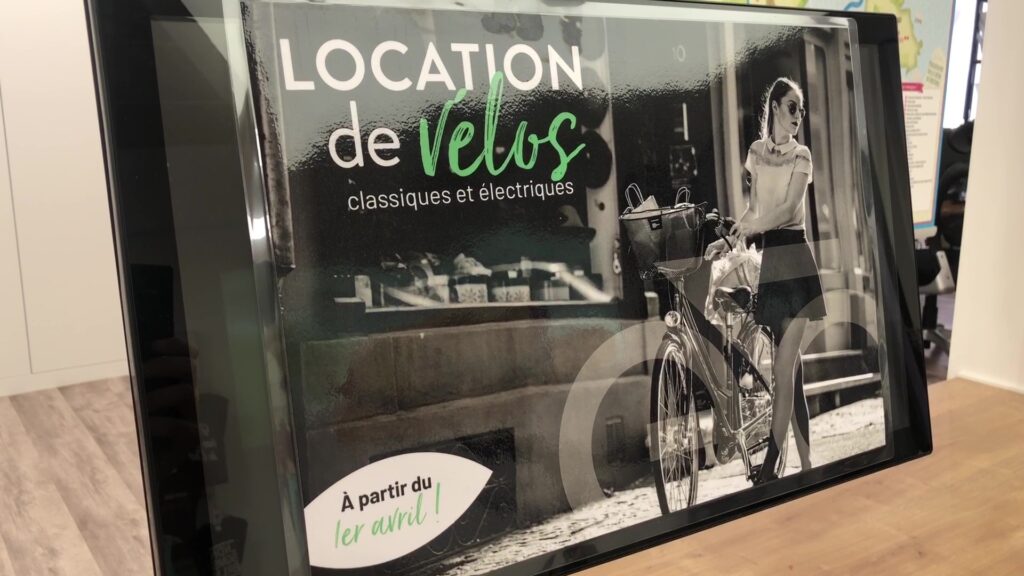 LOCATION
de vélos
classiques et électriques
À partir du
1er avril !